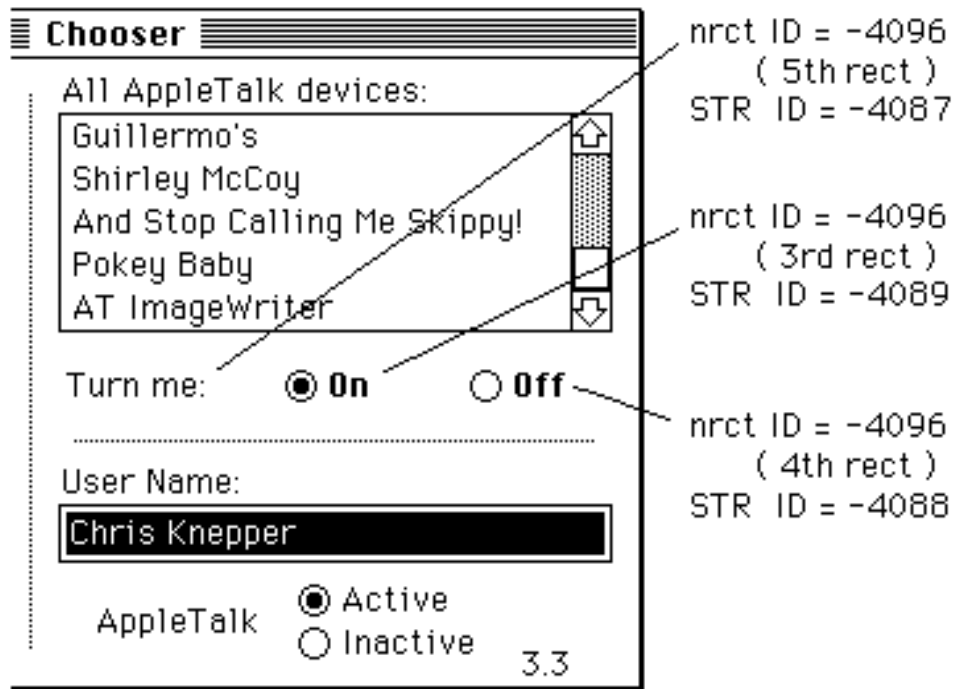 Chooser
All AppleTalk devices:
Guillermo's
Shirley McCoy
And Stop Calling Me Skippy!
Pokey Baby
AT ImageWriter
Turn me: On Off
User Name:
Chris Knepper
AppleTalk
Active
Inactive
3.3
nrct ID = -4096
( 5th rect )
STR ID = -4087
nrct ID = -4096
( 3rd rect )
STR ID = -4089
nrct ID = -4096
( 4th rect )
STR ID = -4088